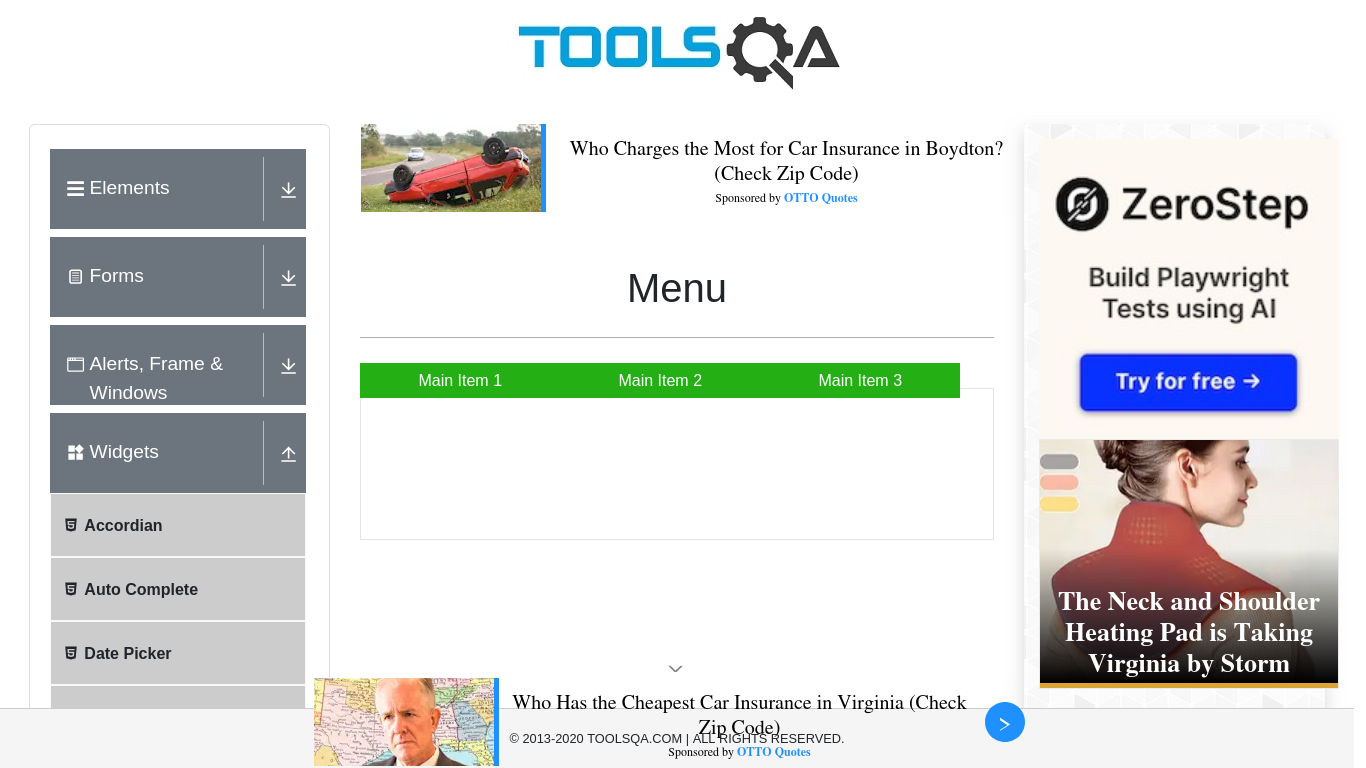 TOOLSQA
Elements
Forms
Alerts, Frame &
Windows
Widgets
Accordian
Auto Complete
Date Picker
Who Charges the Most for Car Insurance in Boydton?
(Check Zip Code)
Sponsored by OTTO Quotes
Menu
Main Item 1
Main Item 2
Main Item 3
ZeroStep
Build Playwright
Tests using AI
Try for free →
The Neck and Shoulder
Heating Pad is Taking
Virginia by Storm
Who Has the Cheapest Car Insurance in Virginia (Check
Zip Code)
© 2013-2020 TOOLSQA.COM | ALL RIGHTS RESERVED.
Sponsored by OTTO Quotes